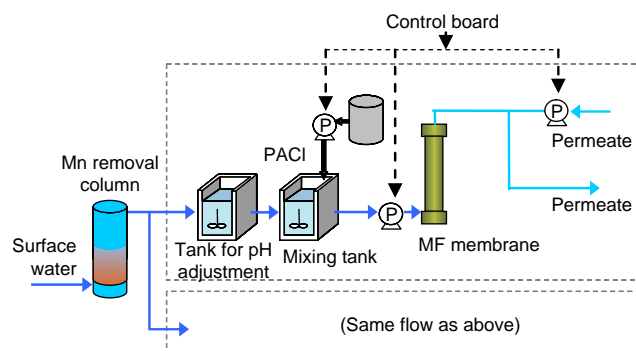 Control board
P
P
PACl
Permeate
Mn removal
column
P
Permeate
Surface
water
Tank for pH
adjustment
Mixing tank
MF membrane
(Same flow as above)